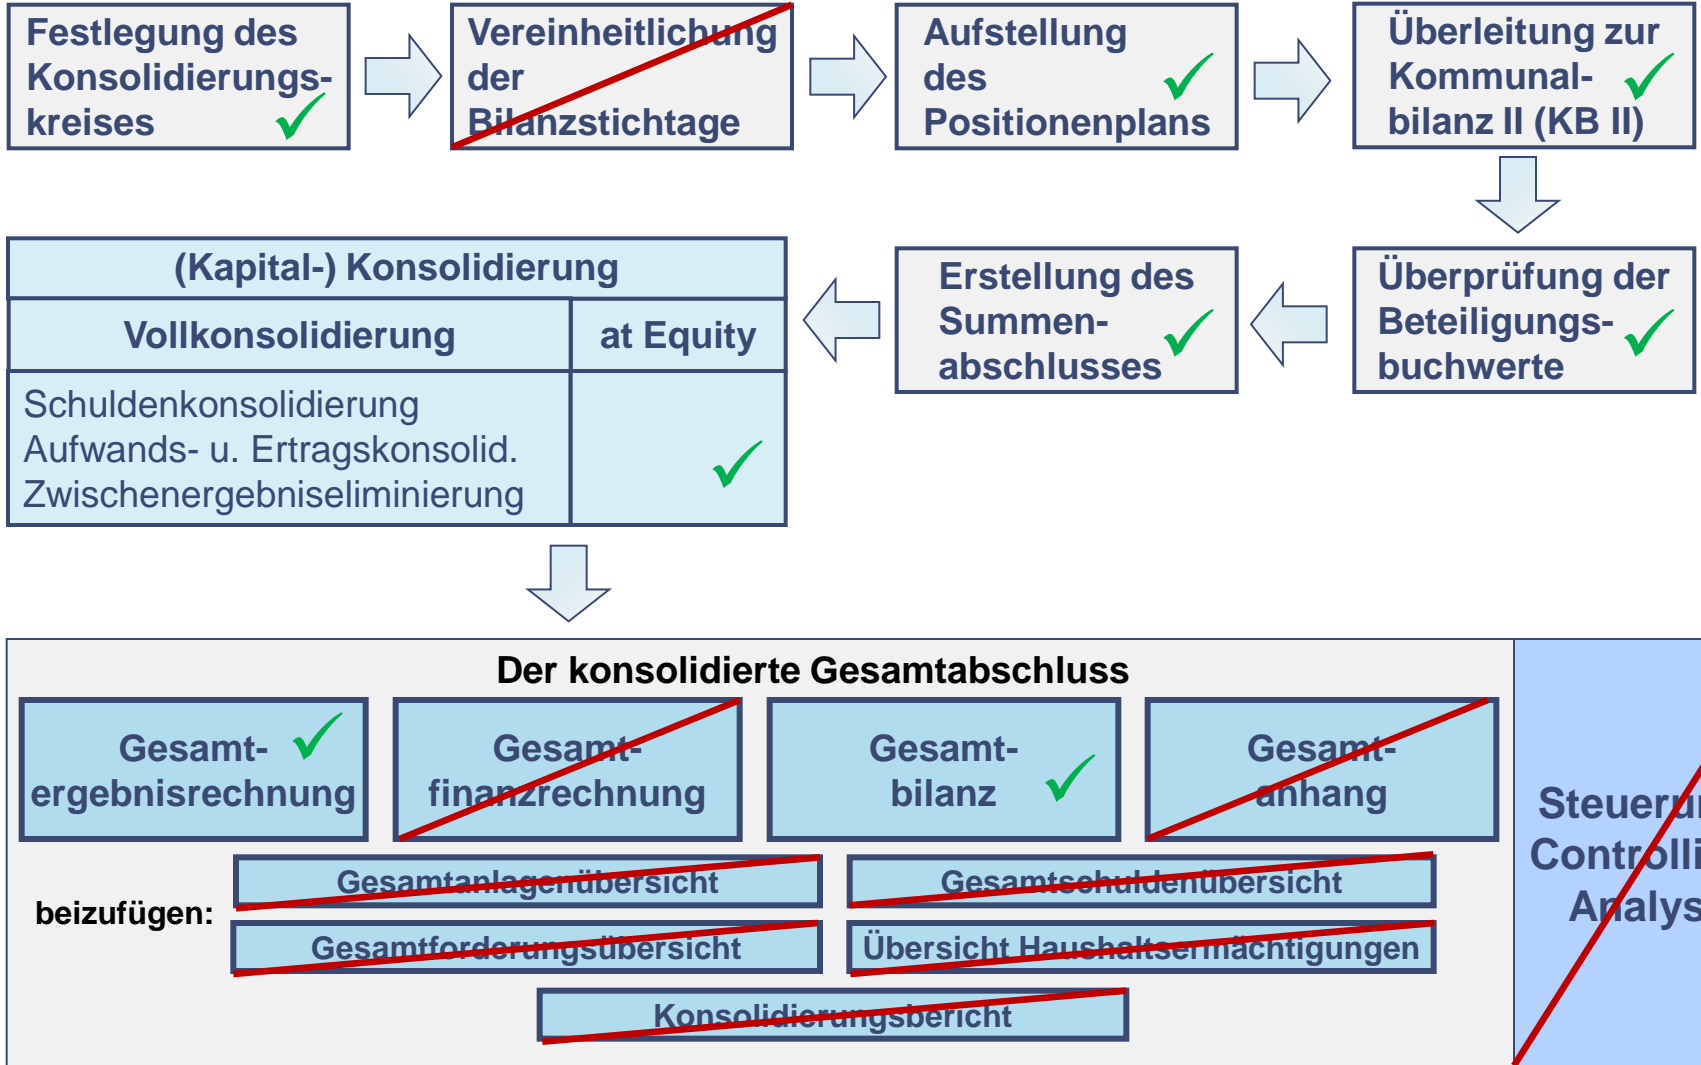 Festlegung des
Konsolidierungs-
kreises
Vereinheitlichung
der
Bilanzstichtage
Aufstellung
des
Positionenplans
Überleitung zur
Kommunal-
bilanz II (KB II)
(Kapital-) Konsolidierung
Vollkonsolidierung
at Equity
Schuldenkonsolidierung
Aufwands- u. Ertragskonsolid.
Zwischenergebniseliminierung
Erstellung des
Summen-
abschlusses
Überprüfung der
Beteiligungs-
buchwerte
Der konsolidierte Gesamtabschluss
Gesamt-
ergebnisrechnung
Gesamt-
finanzrechnung
Gesamt-
bilanz
Gesamt-
anhang
beizufügen:
Gesamtanlagenübersicht
Gesamtschuldenübersicht
Gesamtforderungsübersicht
Übersicht Haushaltsermächtigungen
Konsolidierungsbericht